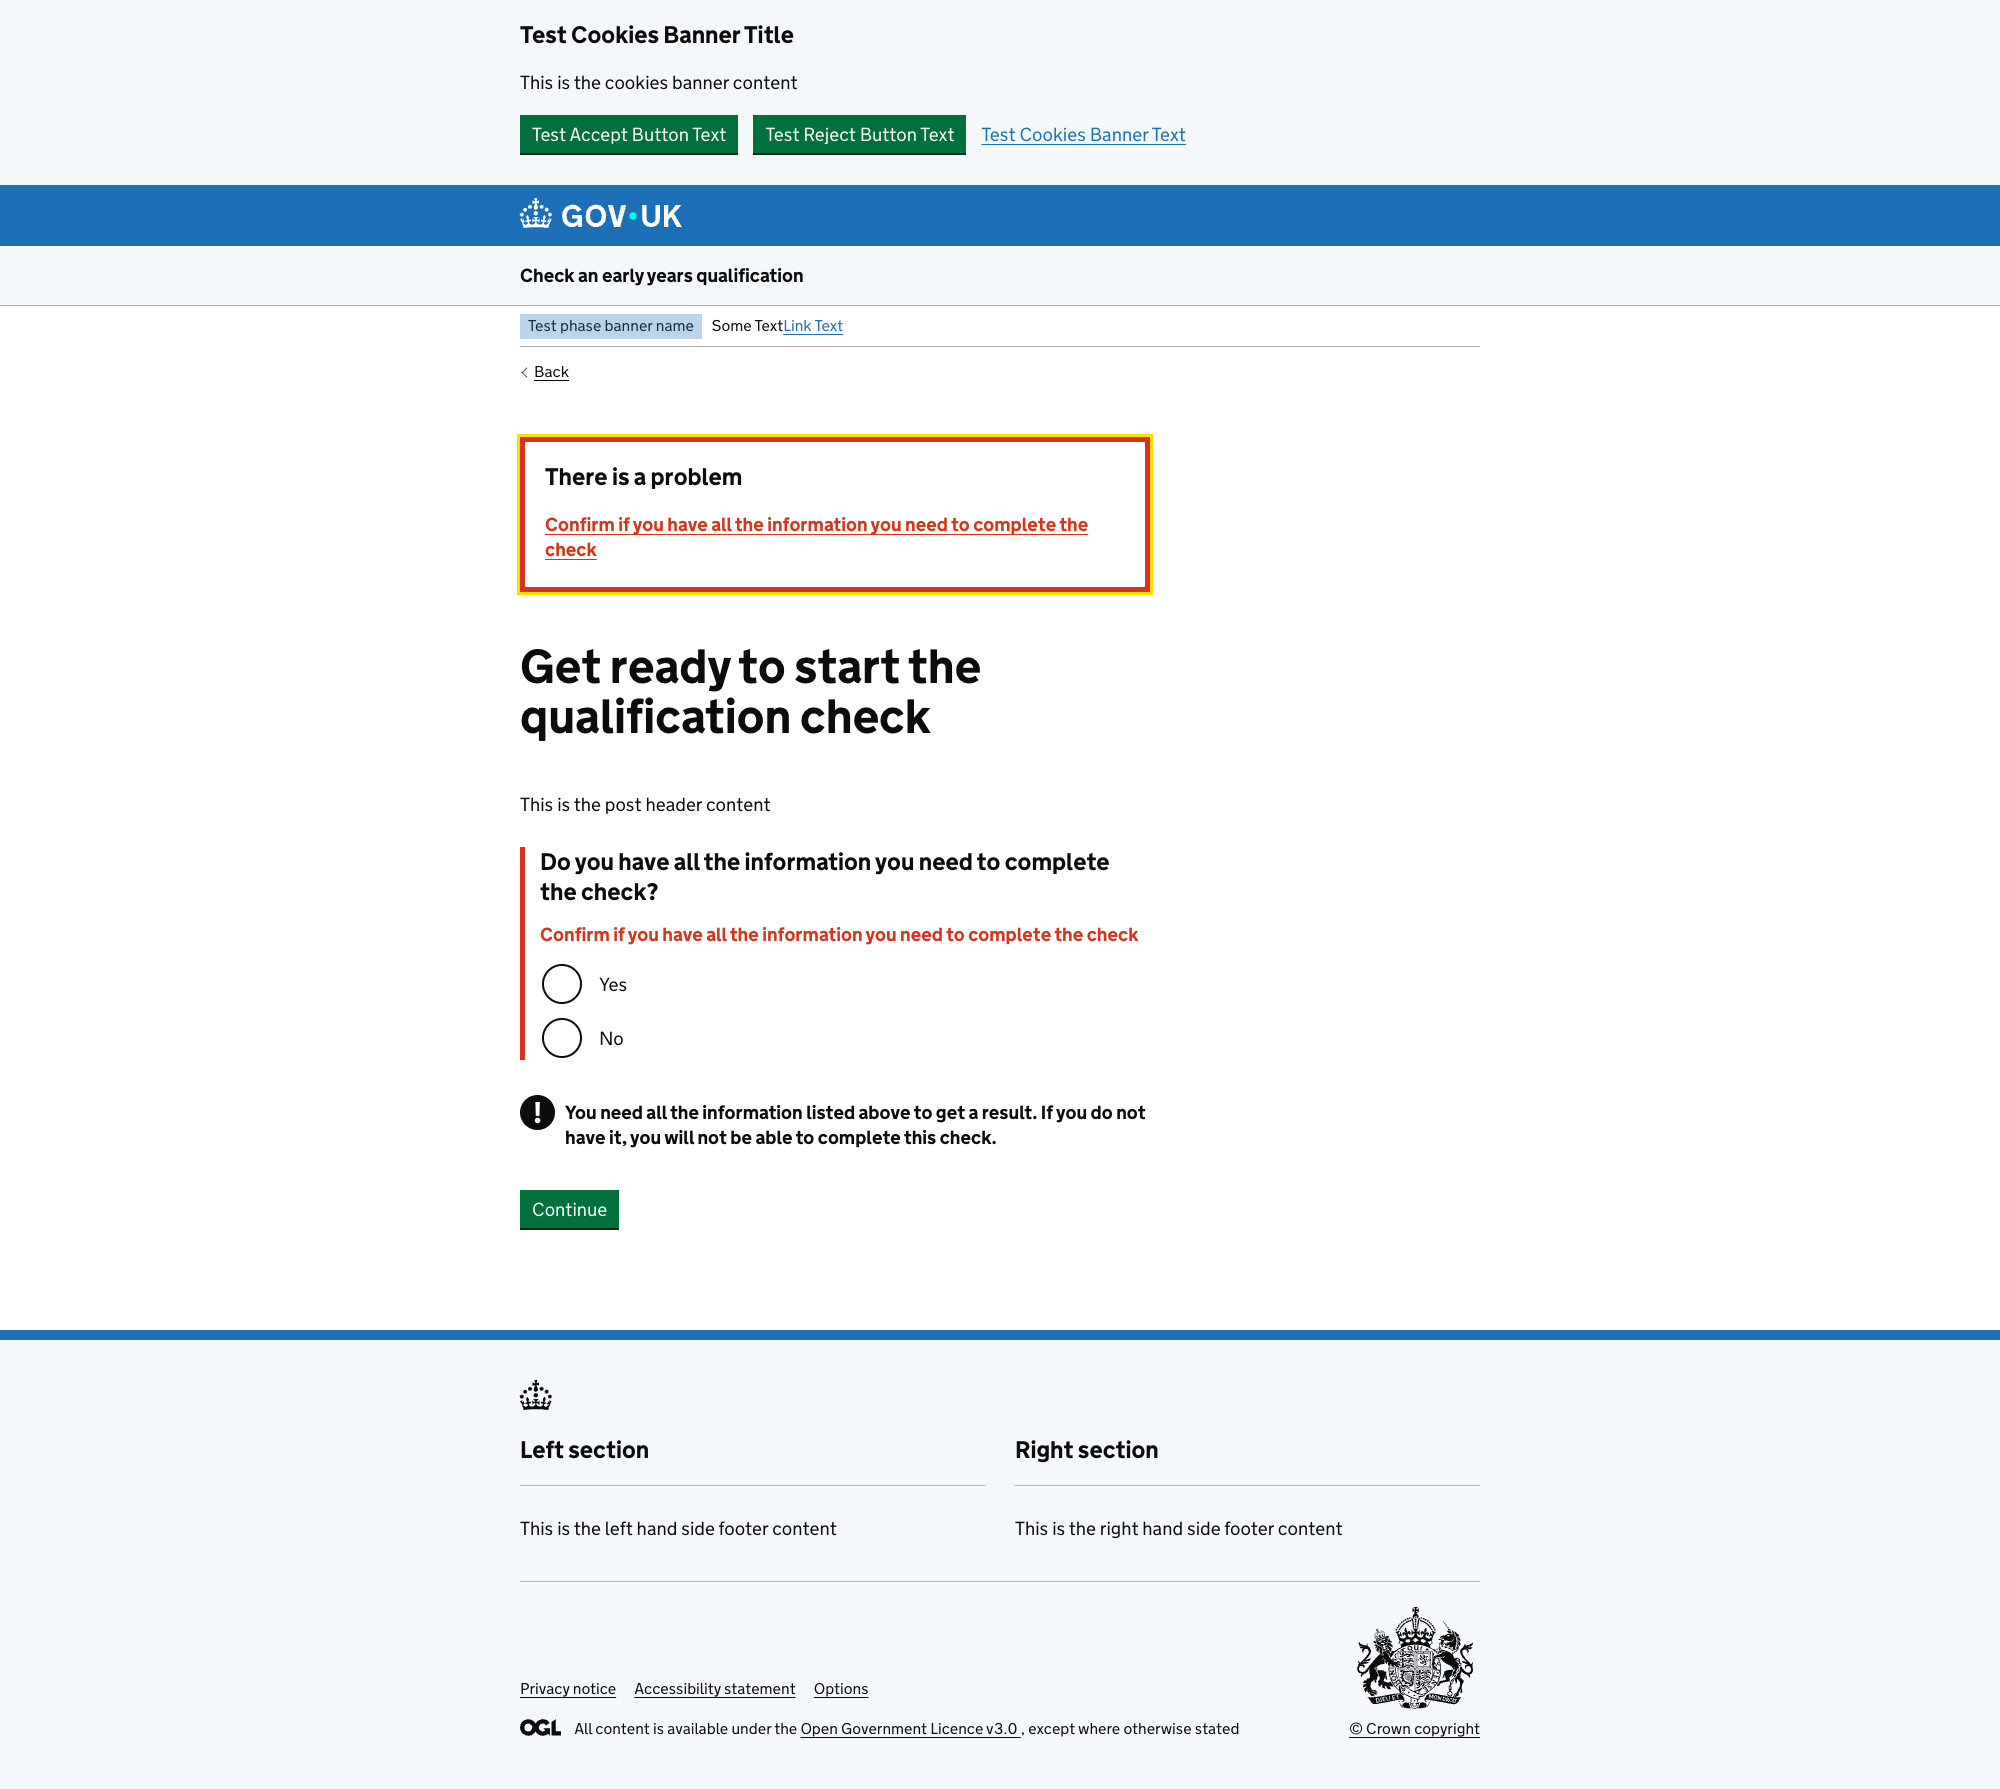 Test Cookies Banner Title
This is the cookies banner content
Test Accept Button Text Test Reject Button Text Test Cookies Banner Text
GOV·UK
Check an early years qualification
Test phase banner name Some TextLink Text
Back
There is a problem
Confirm if you have all the information you need to complete the
check
Get ready to start the
qualification check
This is the post header content
Do you have all the information you need to complete
the check?
Confirm if you have all the information you need to complete the check
Yes
No
! You need all the information listed above to get a result. If you do not
have it, you will not be able to complete this check.
Continue
Left section Right section
This is the left hand side footer content This is the right hand side footer content
Privacy notice Accessibility statement Options
OGL All content is available under the Open Government Licence v3.0 , except where otherwise stated © Crown copyright